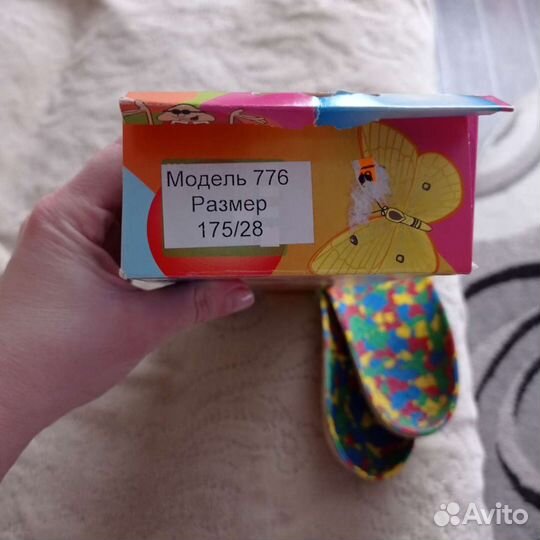 Модель 776
Размер
175/28
Avito